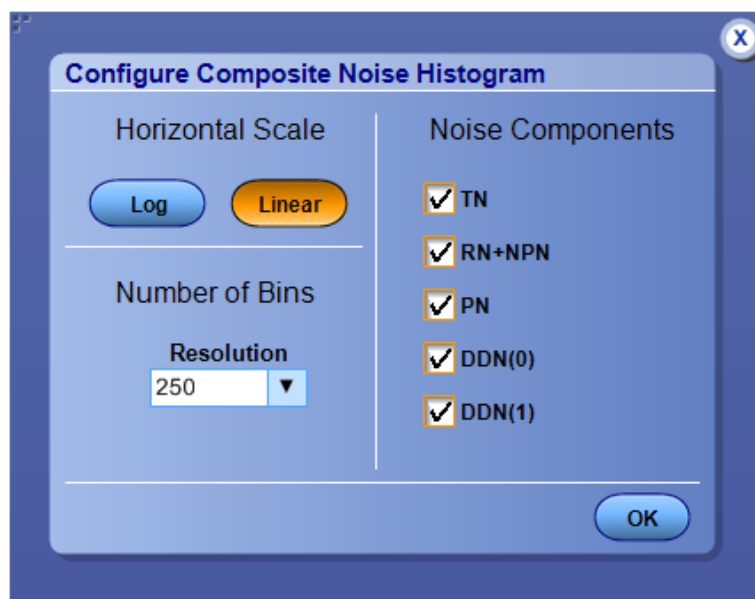 X
Configure Composite Noise Histogram
Horizontal Scale
Log
Linear
Number of Bins
Resolution
250
Noise Components
TN
RN+NPN
PN
DDN(0)
DDN(1)
OK